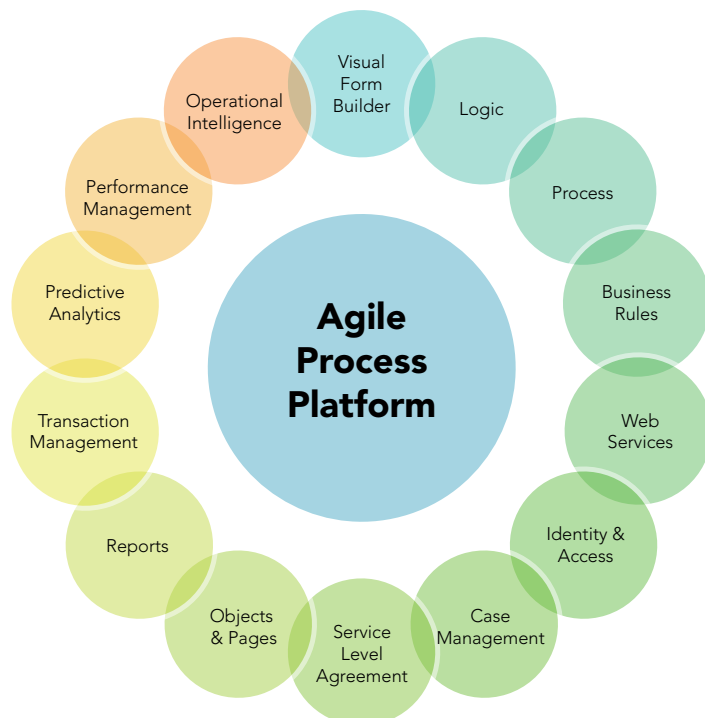 Visual
Form
Builder
Logic
Process
Business
Rules
Web
Services
Identity &
Access
Case
Management
Service
Level
Agreement
Objects
& Pages
Reports
Transaction
Management
Predictive
Analytics
Performance
Management
Operational
Intelligence
Agile
Process
Platform